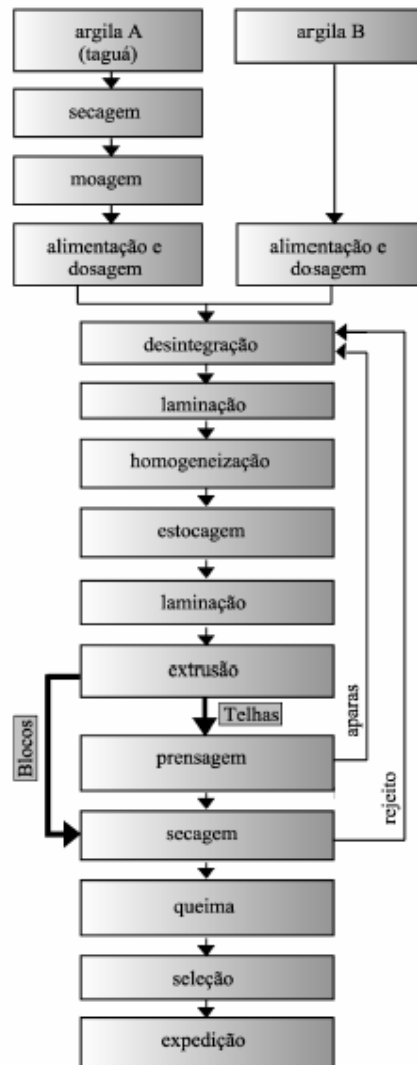 argila A
(taguá)
argila B
secagem
moagem
alimentação e
dosagem
alimentação e
dosagem
desintegração
laminação
homogeneização
estocagem
laminação
extrusão
Blocos
Telhas
aparas
prensagem
rejeito
secagem
queima
seleção
expedição